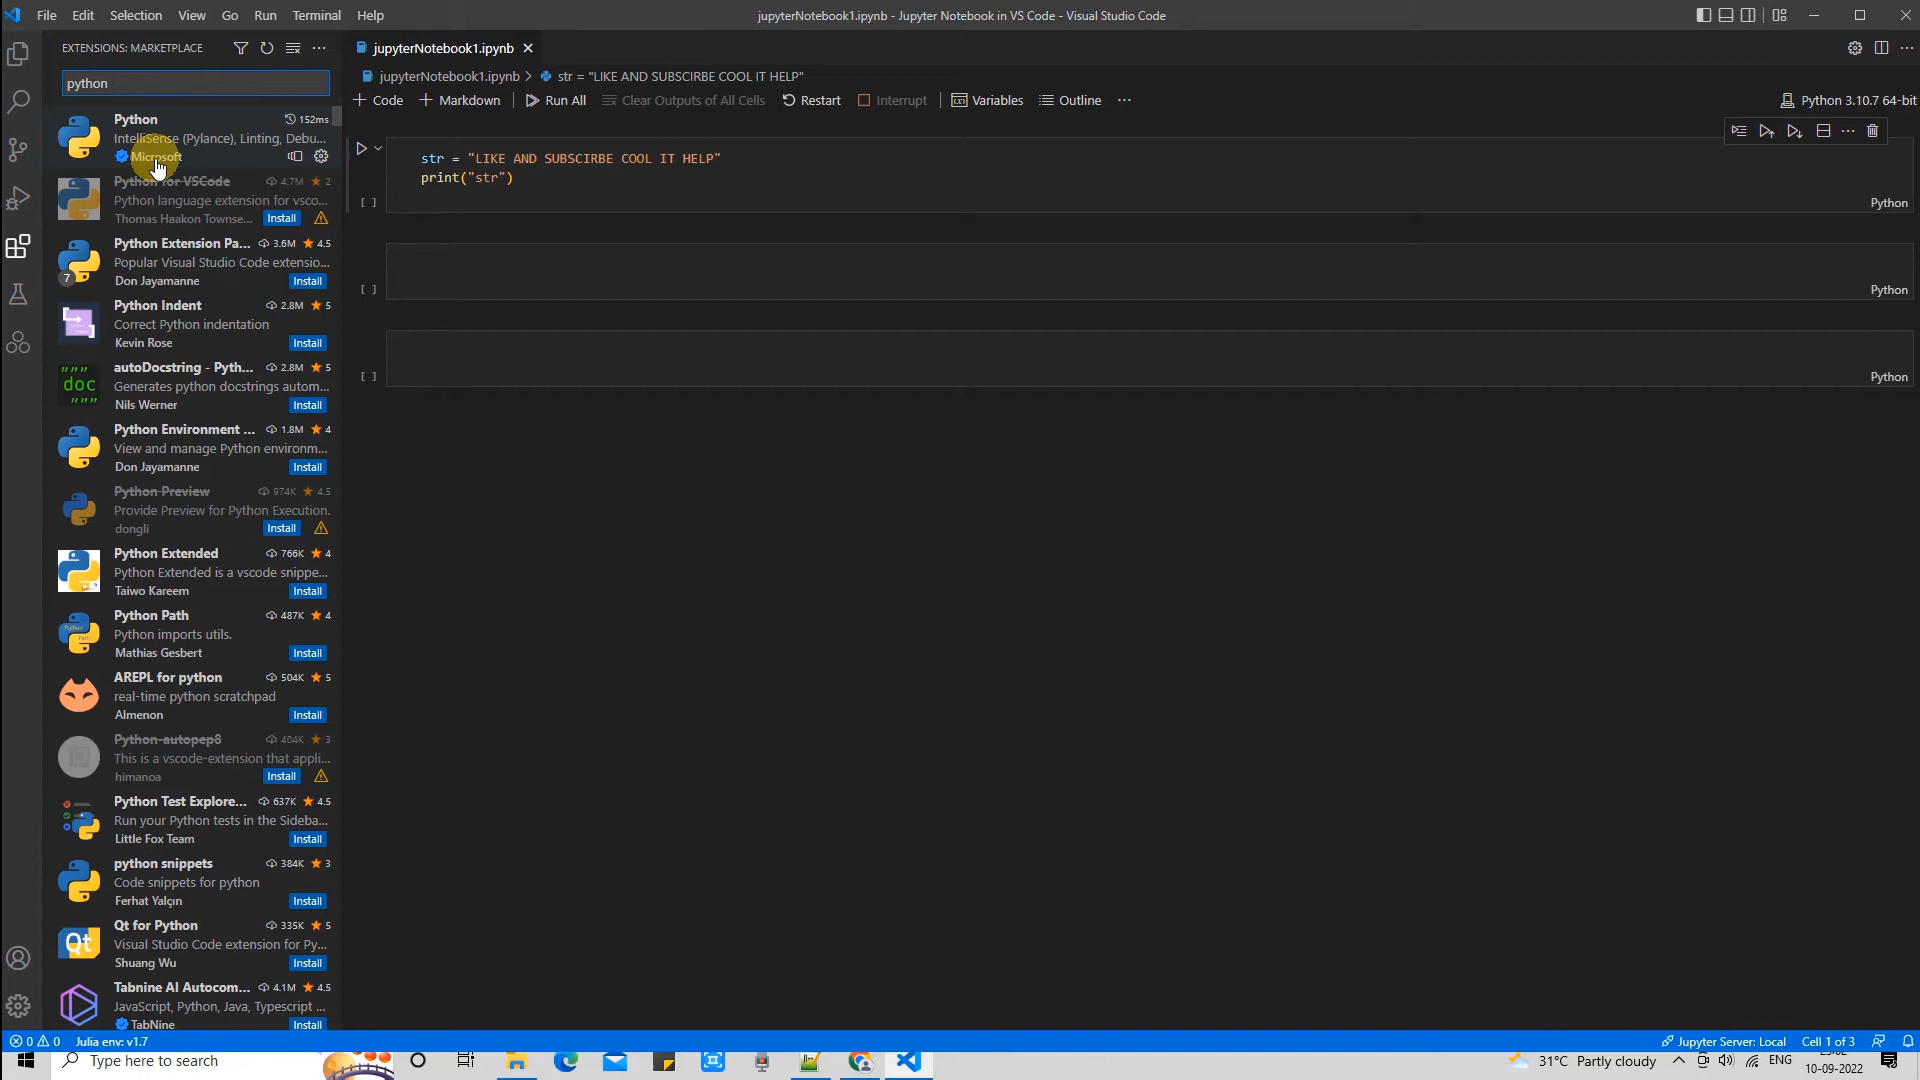 File Edit Selection View Go Run Terminal Help
jupyterNotebook1.ipynb - Jupyter Notebook in VS Code - Visual Studio Code
EXTENSIONS: MARKETPLACE
python
Python 152ms
IntelliSense (Pylance), Linting, Debu...
Microsoft
Python for VSCode 4.7M 2
Python language extension for vsco...
Thomas Haakon Townse... Install
Python Extension Pa... 3.6M 4.5
Popular Visual Studio Code extensio...
7
Don Jayamanne Install
Python Indent 2.8M 5
Correct Python indentation
Kevin Rose Install
autoDocstring - Pyth... 2.8M 5
"""
doc
"""
Generates python docstrings autom...
Nils Werner Install
Python Environment ... 1.8M 4
View and manage Python environm...
Don Jayamanne Install
Python Preview 974K 4.5
Provide Preview for Python Execution.
dongli Install
Python Extended 766K 4
Python Extended is a vscode snippe...
Taiwo Kareem Install
Python Path 487K 4
Python imports utils.
Mathias Gesbert Install
AREPL for python 504K 5
real-time python scratchpad
Almenon Install
Python-autopep8 404K 3
This is a vscode-extension that appli...
himanoa Install
Python Test Explore... 637K 4.5
Run your Python tests in the Sideba...
Little Fox Team Install
python snippets 384K 3
Code snippets for python
Ferhat Yalçın Install
Qt for Python 335K 5
Qt
Visual Studio Code extension for Py...
Shuang Wu Install
Tabnine AI Autocom... 4.1M 4.5
JavaScript, Python, Java, Typescript ...
TabNine Install
jupyterNotebook1.ipynb
jupyterNotebook1.ipynb > str = "LIKE AND SUBSCIRBE COOL IT HELP"
+ Code + Markdown Run All Clear Outputs of All Cells Restart Interrupt Variables Outline ...
Python 3.10.7 64-bit
str = "LIKE AND SUBSCIRBE COOL IT HELP"
print("str")
[ ] Python
[ ] Python
[ ] Python
0 0 Julia env: v1.7
Jupyter Server: Local Cell 1 of 3
Type here to search
31°C Partly cloudy ENG
10-09-2022